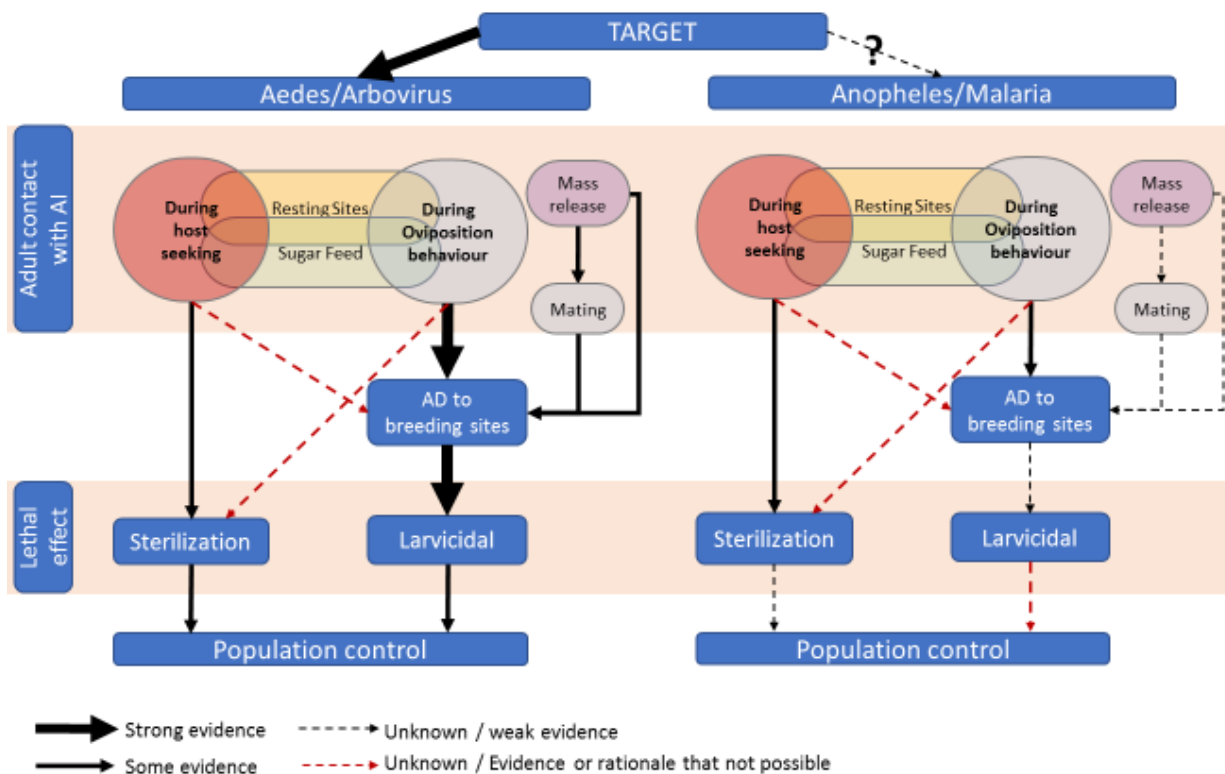 TARGET
?
Aedes/Arbovirus
Anopheles/Malaria
Adult contact
with AI
During
host
seeking
Resting Sites
Sugar Feed
During
Oviposition
behaviour
Mass
release
Mating
During
host
seeking
Resting Sites
Sugar Feed
During
Oviposition
behaviour
Mass
release
Mating
AD to
breeding sites
AD to
breeding sites
Lethal
effect
Sterilization
Larvicidal
Sterilization
Larvicidal
Population control
Population control
Strong evidence
Unknown / weak evidence
Some evidence
Unknown / Evidence or rationale that not possible